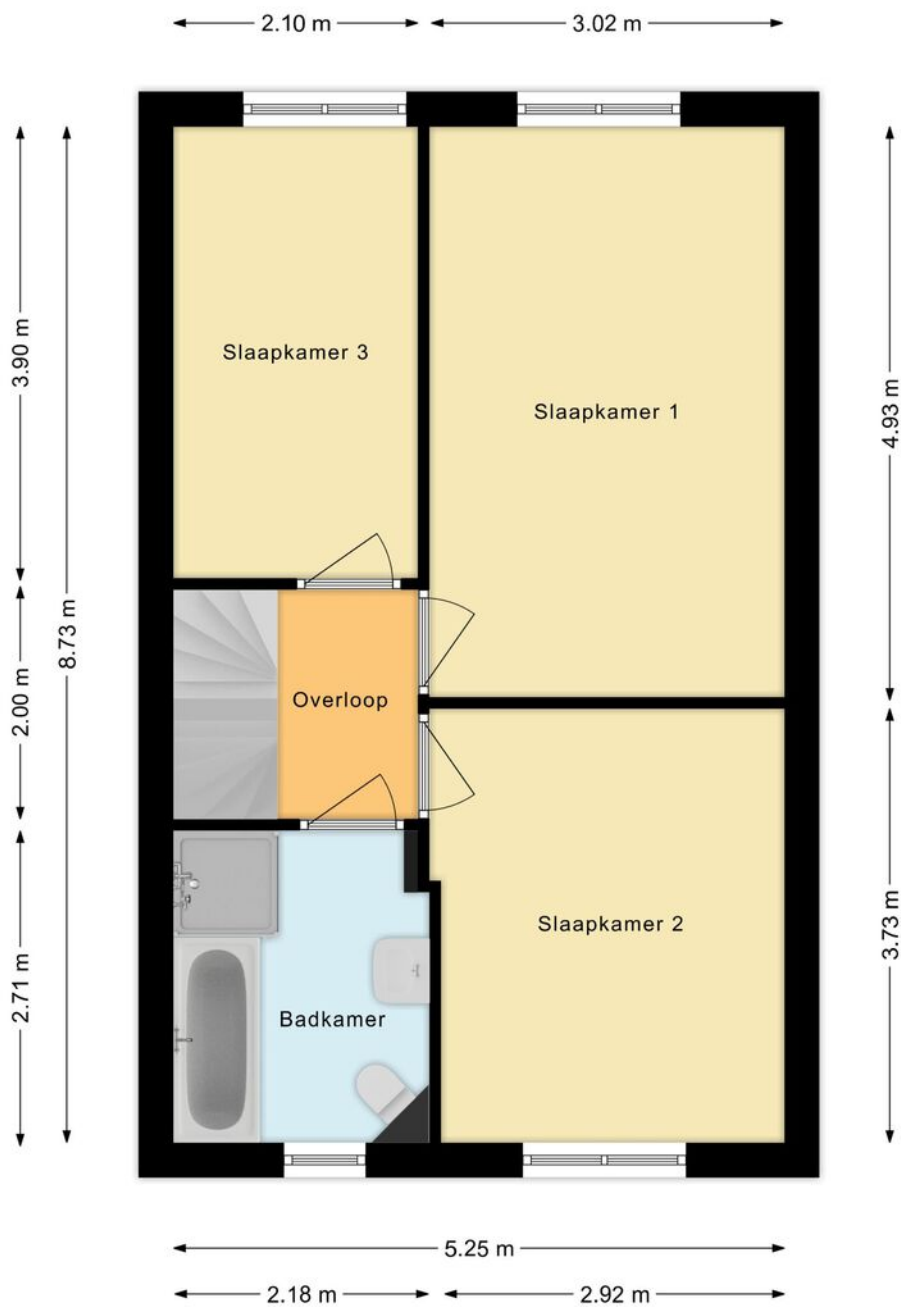 2.10 m
3.02 m
3.90 m
8.73 m
4.93 m
Slaapkamer 3
Slaapkamer 1
2.00 m
Overloop
2.71 m
Slaapkamer 2
3.73 m
Badkamer
5.25 m
2.18 m
2.92 m